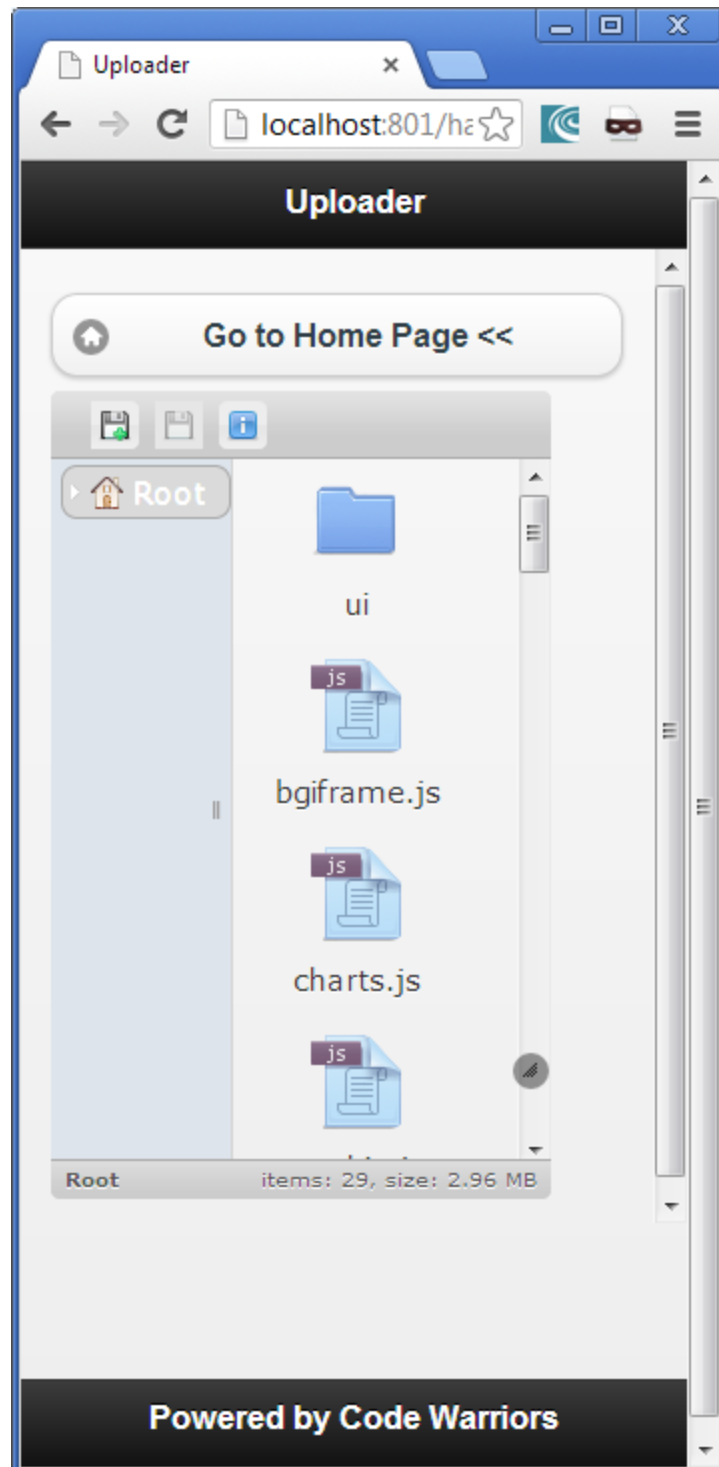 Uploader
localhost:801/ha
Uploader
Go to Home Page <<
Root
ui
js
bgiframe.js
js
charts.js
js
Root
items: 29, size: 2.96 MB
Powered by Code Warriors